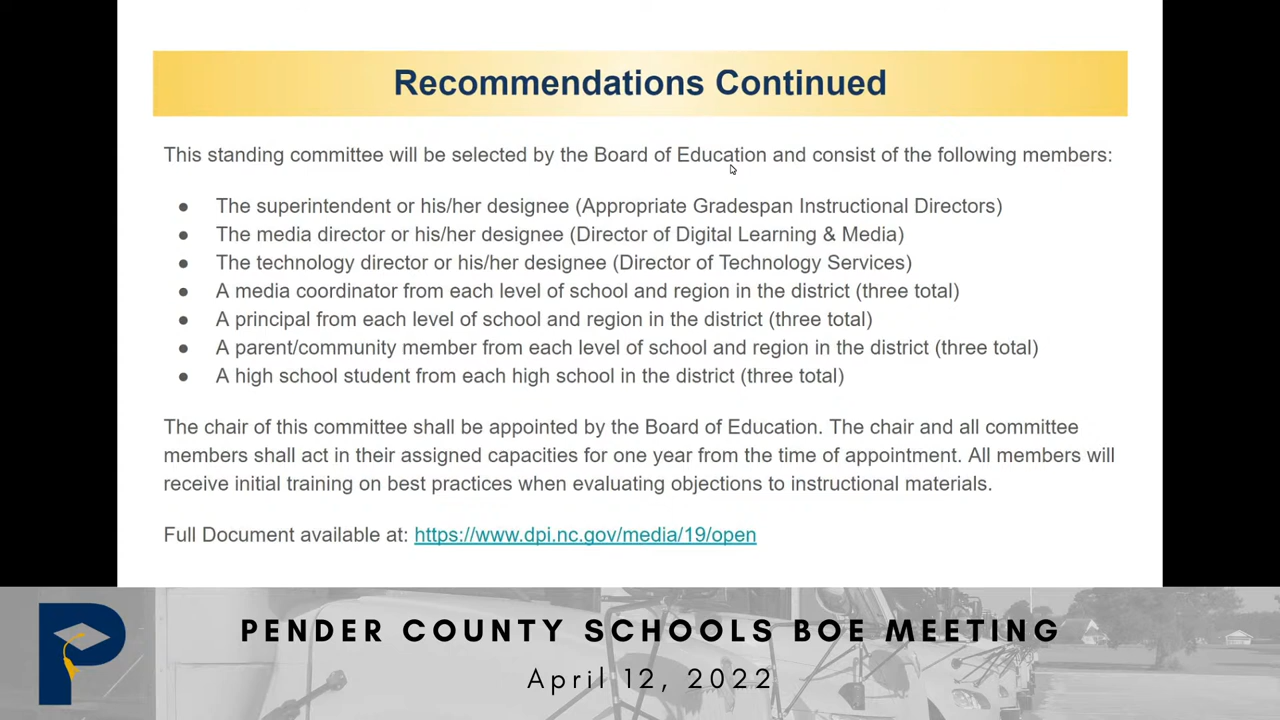 Recommendations Continued
This standing committee will be selected by the Board of Education and consist of the following members:
● The superintendent or his/her designee (Appropriate Gradespan Instructional Directors)
● The media director or his/her designee (Director of Digital Learning & Media)
● The technology director or his/her designee (Director of Technology Services)
● A media coordinator from each level of school and region in the district (three total)
● A principal from each level of school and region in the district (three total)
● A parent/community member from each level of school and region in the district (three total)
● A high school student from each high school in the district (three total)
The chair of this committee shall be appointed by the Board of Education. The chair and all committee
members shall act in their assigned capacities for one year from the time of appointment. All members will
receive initial training on best practices when evaluating objections to instructional materials.
Full Document available at: https://www.dpi.nc.gov/media/19/open
P
PENDER COUNTY SCHOOLS BOE MEETING
April 12, 2022